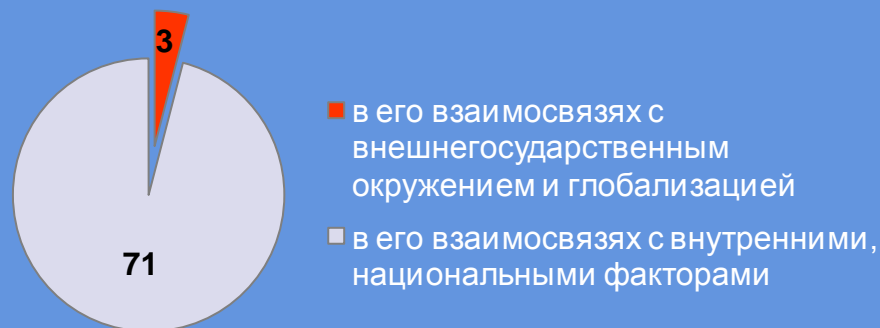 3
71
в его взаимосвязях с
внешнегосударственным
окружением и глобализацией
в его взаимосвязях с внутренними,
национальными факторами